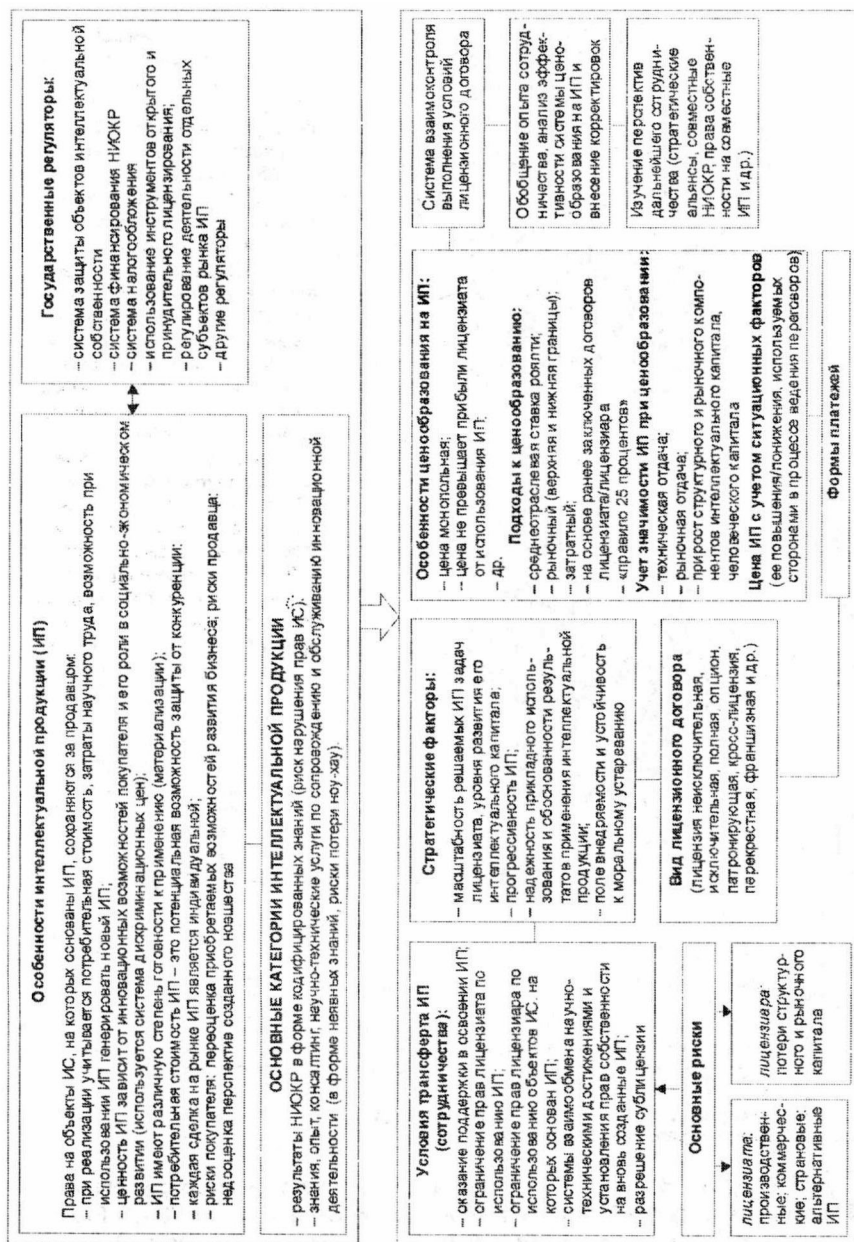 Особенности интеллектуальной продукции (ИП)
Права на объекты ИС, на которых основаны ИП, сохраняются за продавцом;
– при реализации учитывается потребительная стоимость, затраты научного труда, возможность при
использовании ИП генерировать новый ИП;
– ценность ИП зависит от инновационных возможностей покупателя и его роли в социально-экономическом
развитии (используется система дискриминационных цен);
– ИП имеют различную степень готовности к применению (материализации);
– потребительная стоимость ИП – это потенциальная возможность защиты от конкуренции;
– каждая сделка на рынке ИП является индивидуальной;
– риски покупателя; переоценка приобретаемых возможностей развития бизнеса; риски продавца;
недооценка перспектив созданного новшества
Государственные регуляторы:
– система защиты объектов интеллектуальной
собственности
– система финансирования НИОКР
– система налогообложения
– использование инструментов открытого и
принудительного лицензирования;
– регулирование деятельности отдельных
субъектов рынка ИП
– другие регуляторы
ОСНОВНЫЕ КАТЕГОРИИ ИНТЕЛЛЕКТУАЛЬНОЙ ПРОДУКЦИИ
– результаты НИОКР в форме кодифицированных знаний (риск нарушения прав ИС).
– знания, опыт, консалтинг, научно-технические услуги по сопровождению и обслуживанию инновационной
деятельности (в форме неявных знаний, риски потери ноу-хау).
Условия трансферта ИП
(сотрудничества):
– оказание поддержки в освоении ИП;
– ограничение прав лицензиата по
использованию ИП;
– ограничение прав лицензиара по
использованию объектов ИС, на
которых основан ИП;
– системы взаимообмена научно-
техническими достижениями и
установления прав собственности
на вновь созданные ИП;
– разрешение сублицензии
Основные риски
лицензиата:
производствен-
ные; коммерчес-
кие; страновые;
альтернативные
ИП
лицензиара:
потери структур-
ного и рыночного
капитала
Стратегические факторы:
– масштабность решаемых ИП задач
лицензиата, уровня развития его
интеллектуального капитала;
– прогрессивность ИП;
– надежность прикладного исполь-
зования и обоснованности резуль-
татов применения интеллектуальной
продукции;
– поле внедряемости и устойчивость
к моральному устареванию
Вид лицензионного договора
(лицензия неисключительная,
исключительная, полная, опцион,
патронирующая, кросс-лицензия,
перекрестная, франшизная и др.)
Особенности ценообразования на ИП:
– цена монопольная;
– цена не превышает прибыли лицензиата
от использования ИП;
– др.
Подходы к ценообразованию:
– среднеотраслевая ставка роялти;
– рыночный (верхняя и нижняя границы);
– затратный;
– на основе ранее заключенных договоров
лицензиата/лицензиара
– «правило 25 процентов»
Учет значимости ИП при ценообразовании:
– техническая отдача;
– рыночная отдача;
– прирост структурного и рыночного компо-
нентов интеллектуального капитала,
человеческого капитала
Цена ИП с учетом ситуационных факторов
(ее повышения/понижения, используемых
сторонами в процессе ведения переговоров)
Формы платежей
Система взаимоконтроля
выполнения условий
лицензионного договора
Обобщение опыта сотруд-
ничества, анализ эффек-
тивности системы цено-
образования на ИП и
внесение корректировок
Изучение перспектив
дальнейшего сотрудни-
чества (стратегические
альянсы, совместные
НИОКР, права собствен-
ности на совместные
ИП и др.)